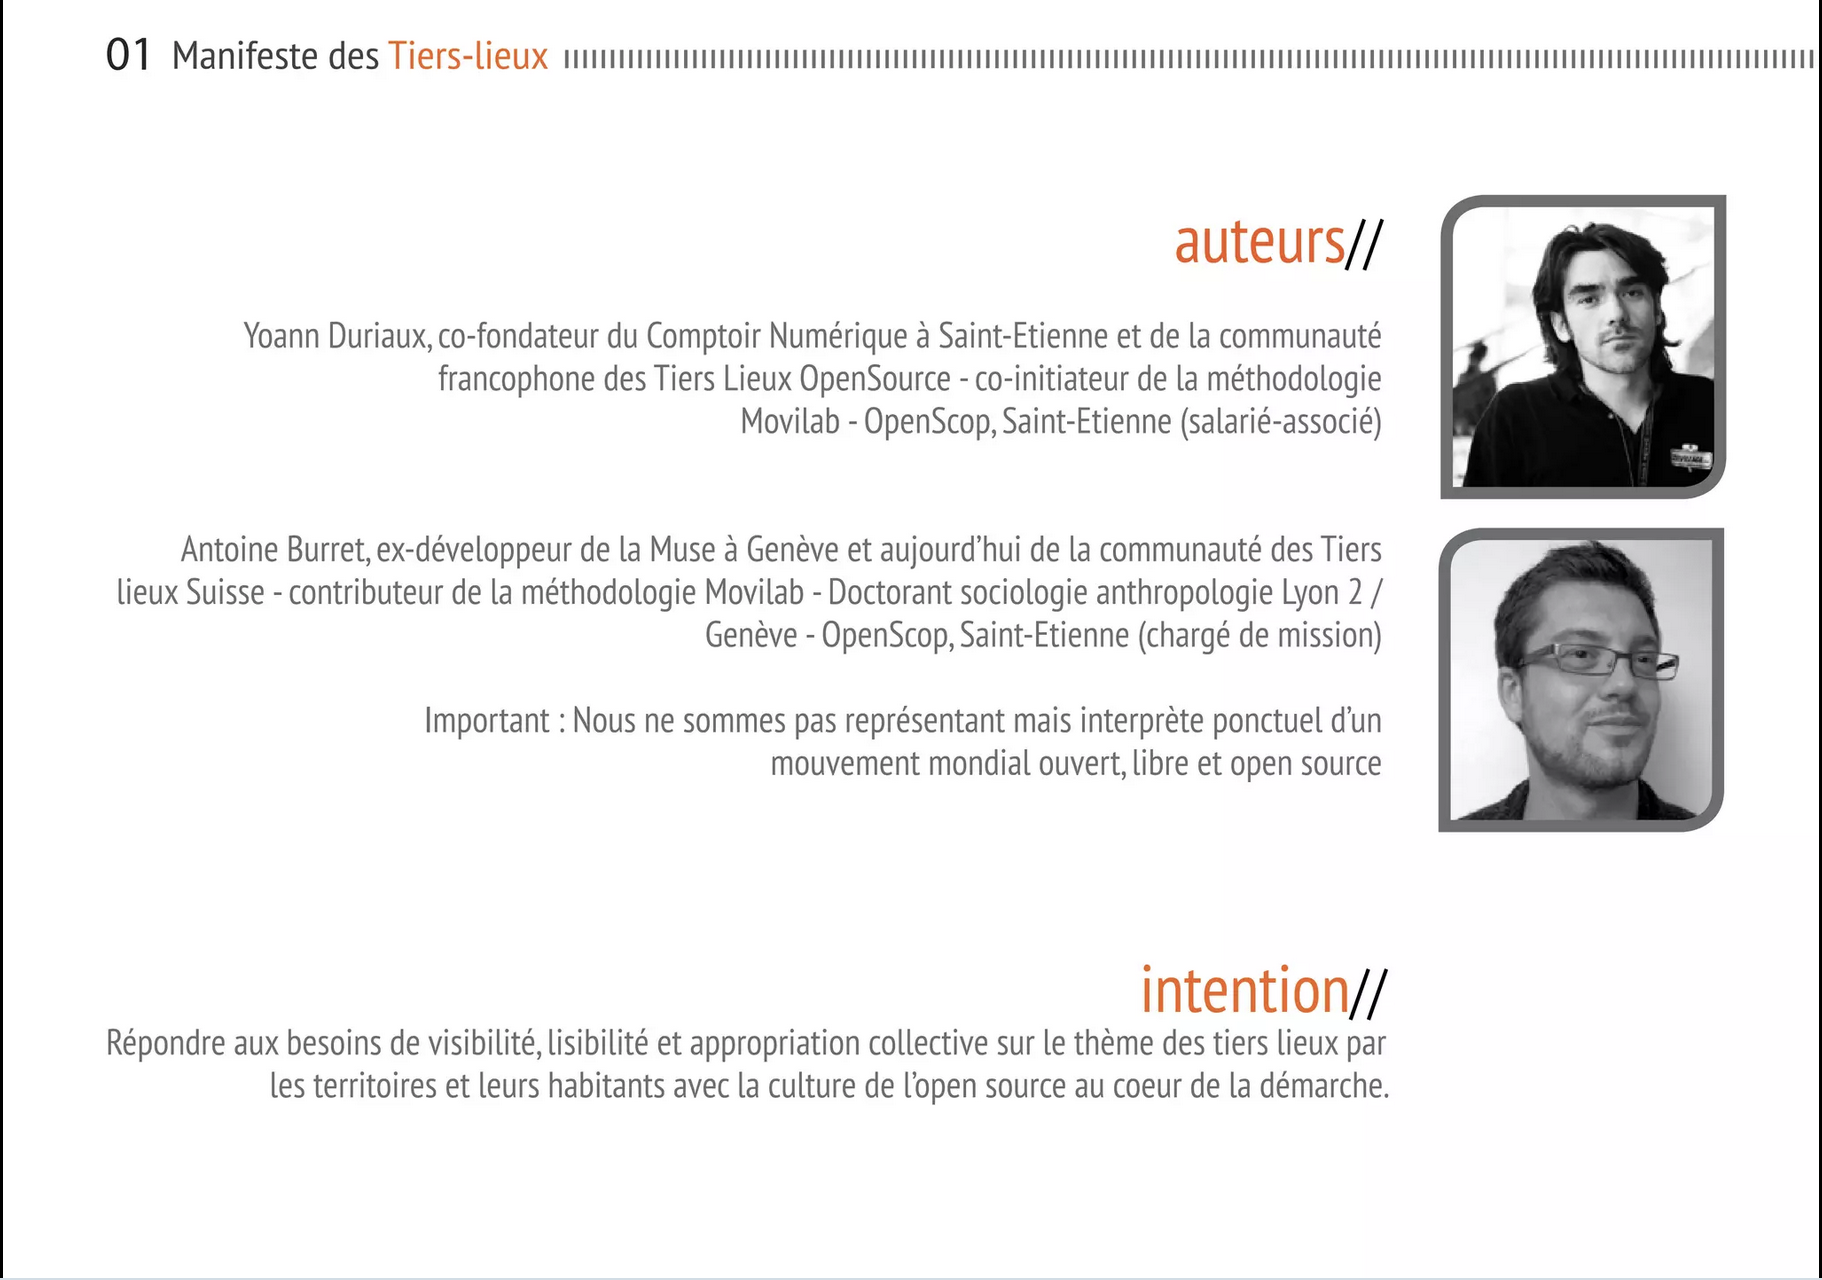 01 Manifeste des Tiers-lieux
auteurs//
Yoann Duriaux, co-fondateur du Comptoir Numérique à Saint-Etienne et de la communauté
francophone des Tiers Lieux OpenSource - co-initiateur de la méthodologie
Movilab - OpenScop, Saint-Etienne (salarié-associé)
Antoine Burret, ex-développeur de la Muse à Genève et aujourd’hui de la communauté des Tiers
lieux Suisse - contributeur de la méthodologie Movilab - Doctorant sociologie anthropologie Lyon 2 /
Genève - OpenScop, Saint-Etienne (chargé de mission)
Important : Nous ne sommes pas représentant mais interprète ponctuel d’un
mouvement mondial ouvert, libre et open source
intention//
Répondre aux besoins de visibilité, lisibilité et appropriation collective sur le thème des tiers lieux par
les territoires et leurs habitants avec la culture de l’open source au coeur de la démarche.